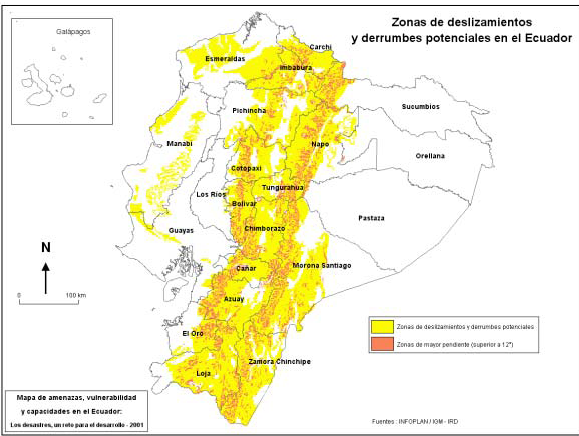 Zonas de deslizamientos
y derrumbes potenciales en el Ecuador
Galápagos
Carchi
Esmeraldas
Imbabura
Pichincha
Sucumbios
Manabi
Napo
Orellana
Cotopaxi
Los Rios
Tungurahua
Bolivar
Pastaza
Guayas
Chimborazo
N
Cañar
Morona Santiago
0 100 km
Azuay
El Oro
Zonas de deslizamientos y derrumbes potenciales
Zonas de mayor pendiente (superior a 12°)
Zamora Chinchipe
Loja
Mapa de amenazas, vulnerabilidad
y capacidades en el Ecuador:
Los desastres, un reto para el desarrollo - 2001
Fuentes : INFOPLAN / IGM - IRD